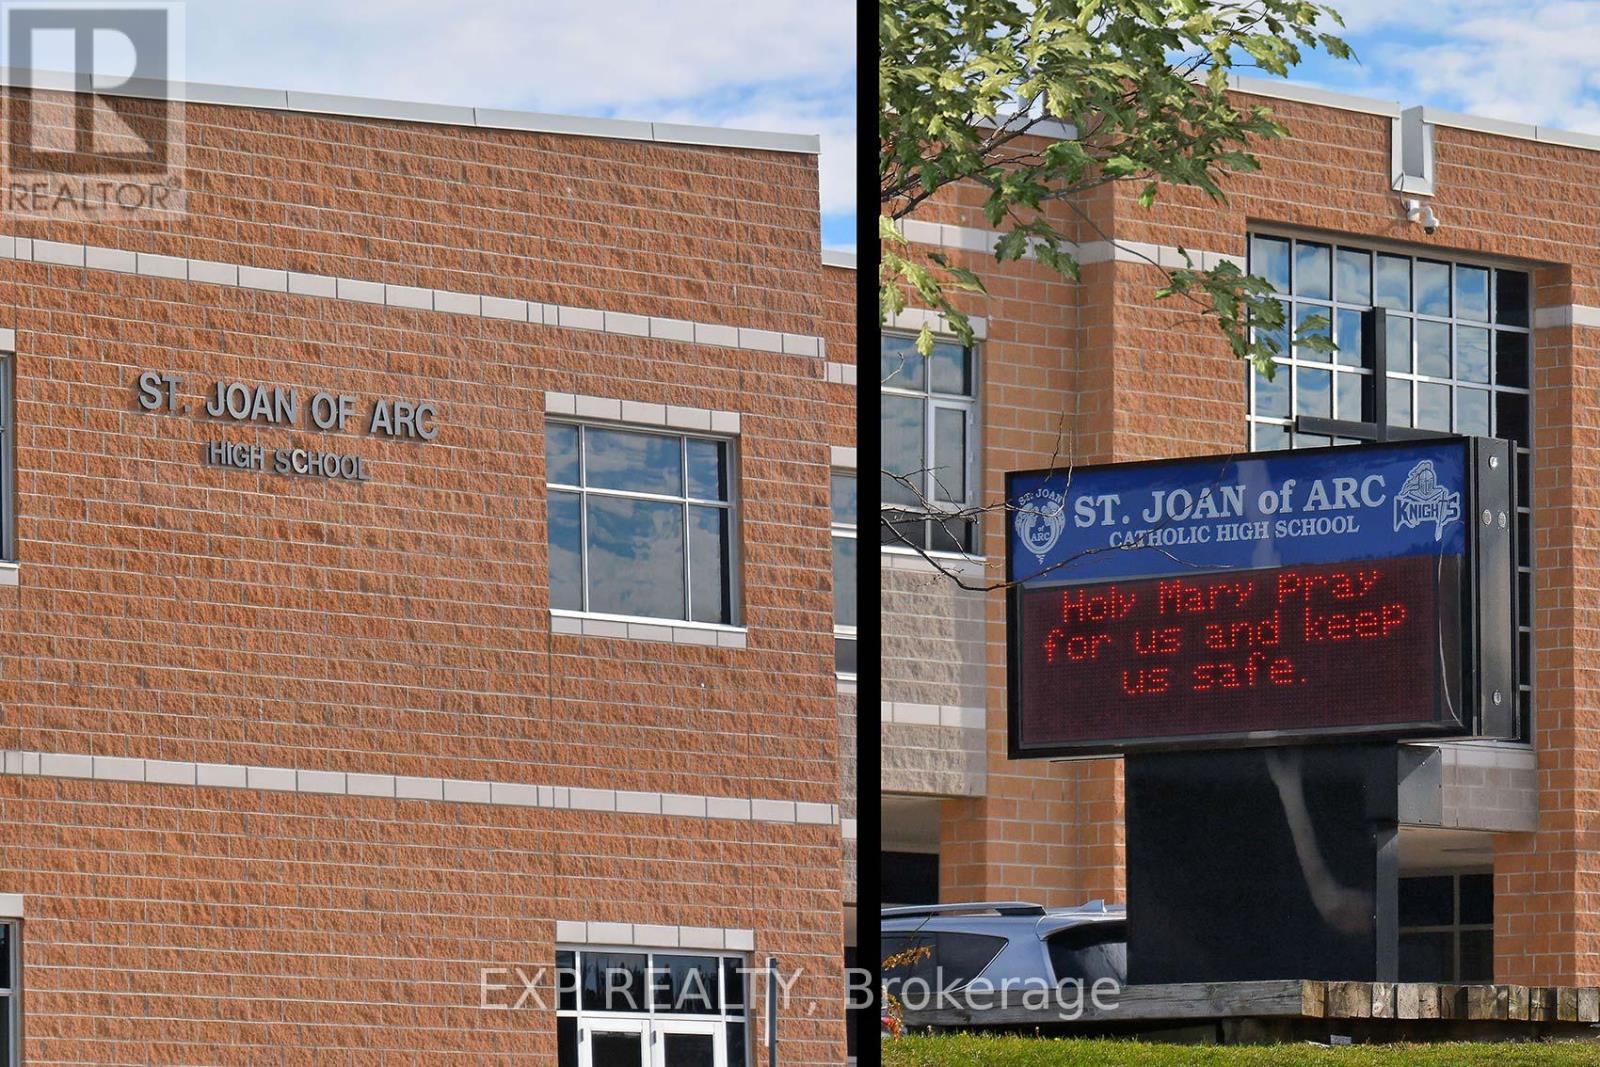 REALTOR®
ST. JOAN OF ARC
HIGH SCHOOL
ST. JOAN
of
ARC
ST. JOAN of ARC
CATHOLIC HIGH SCHOOL
KNIGHTS
Holy Mary Pray
for us and keep
us safe.
EXP REALTY, Brokerage